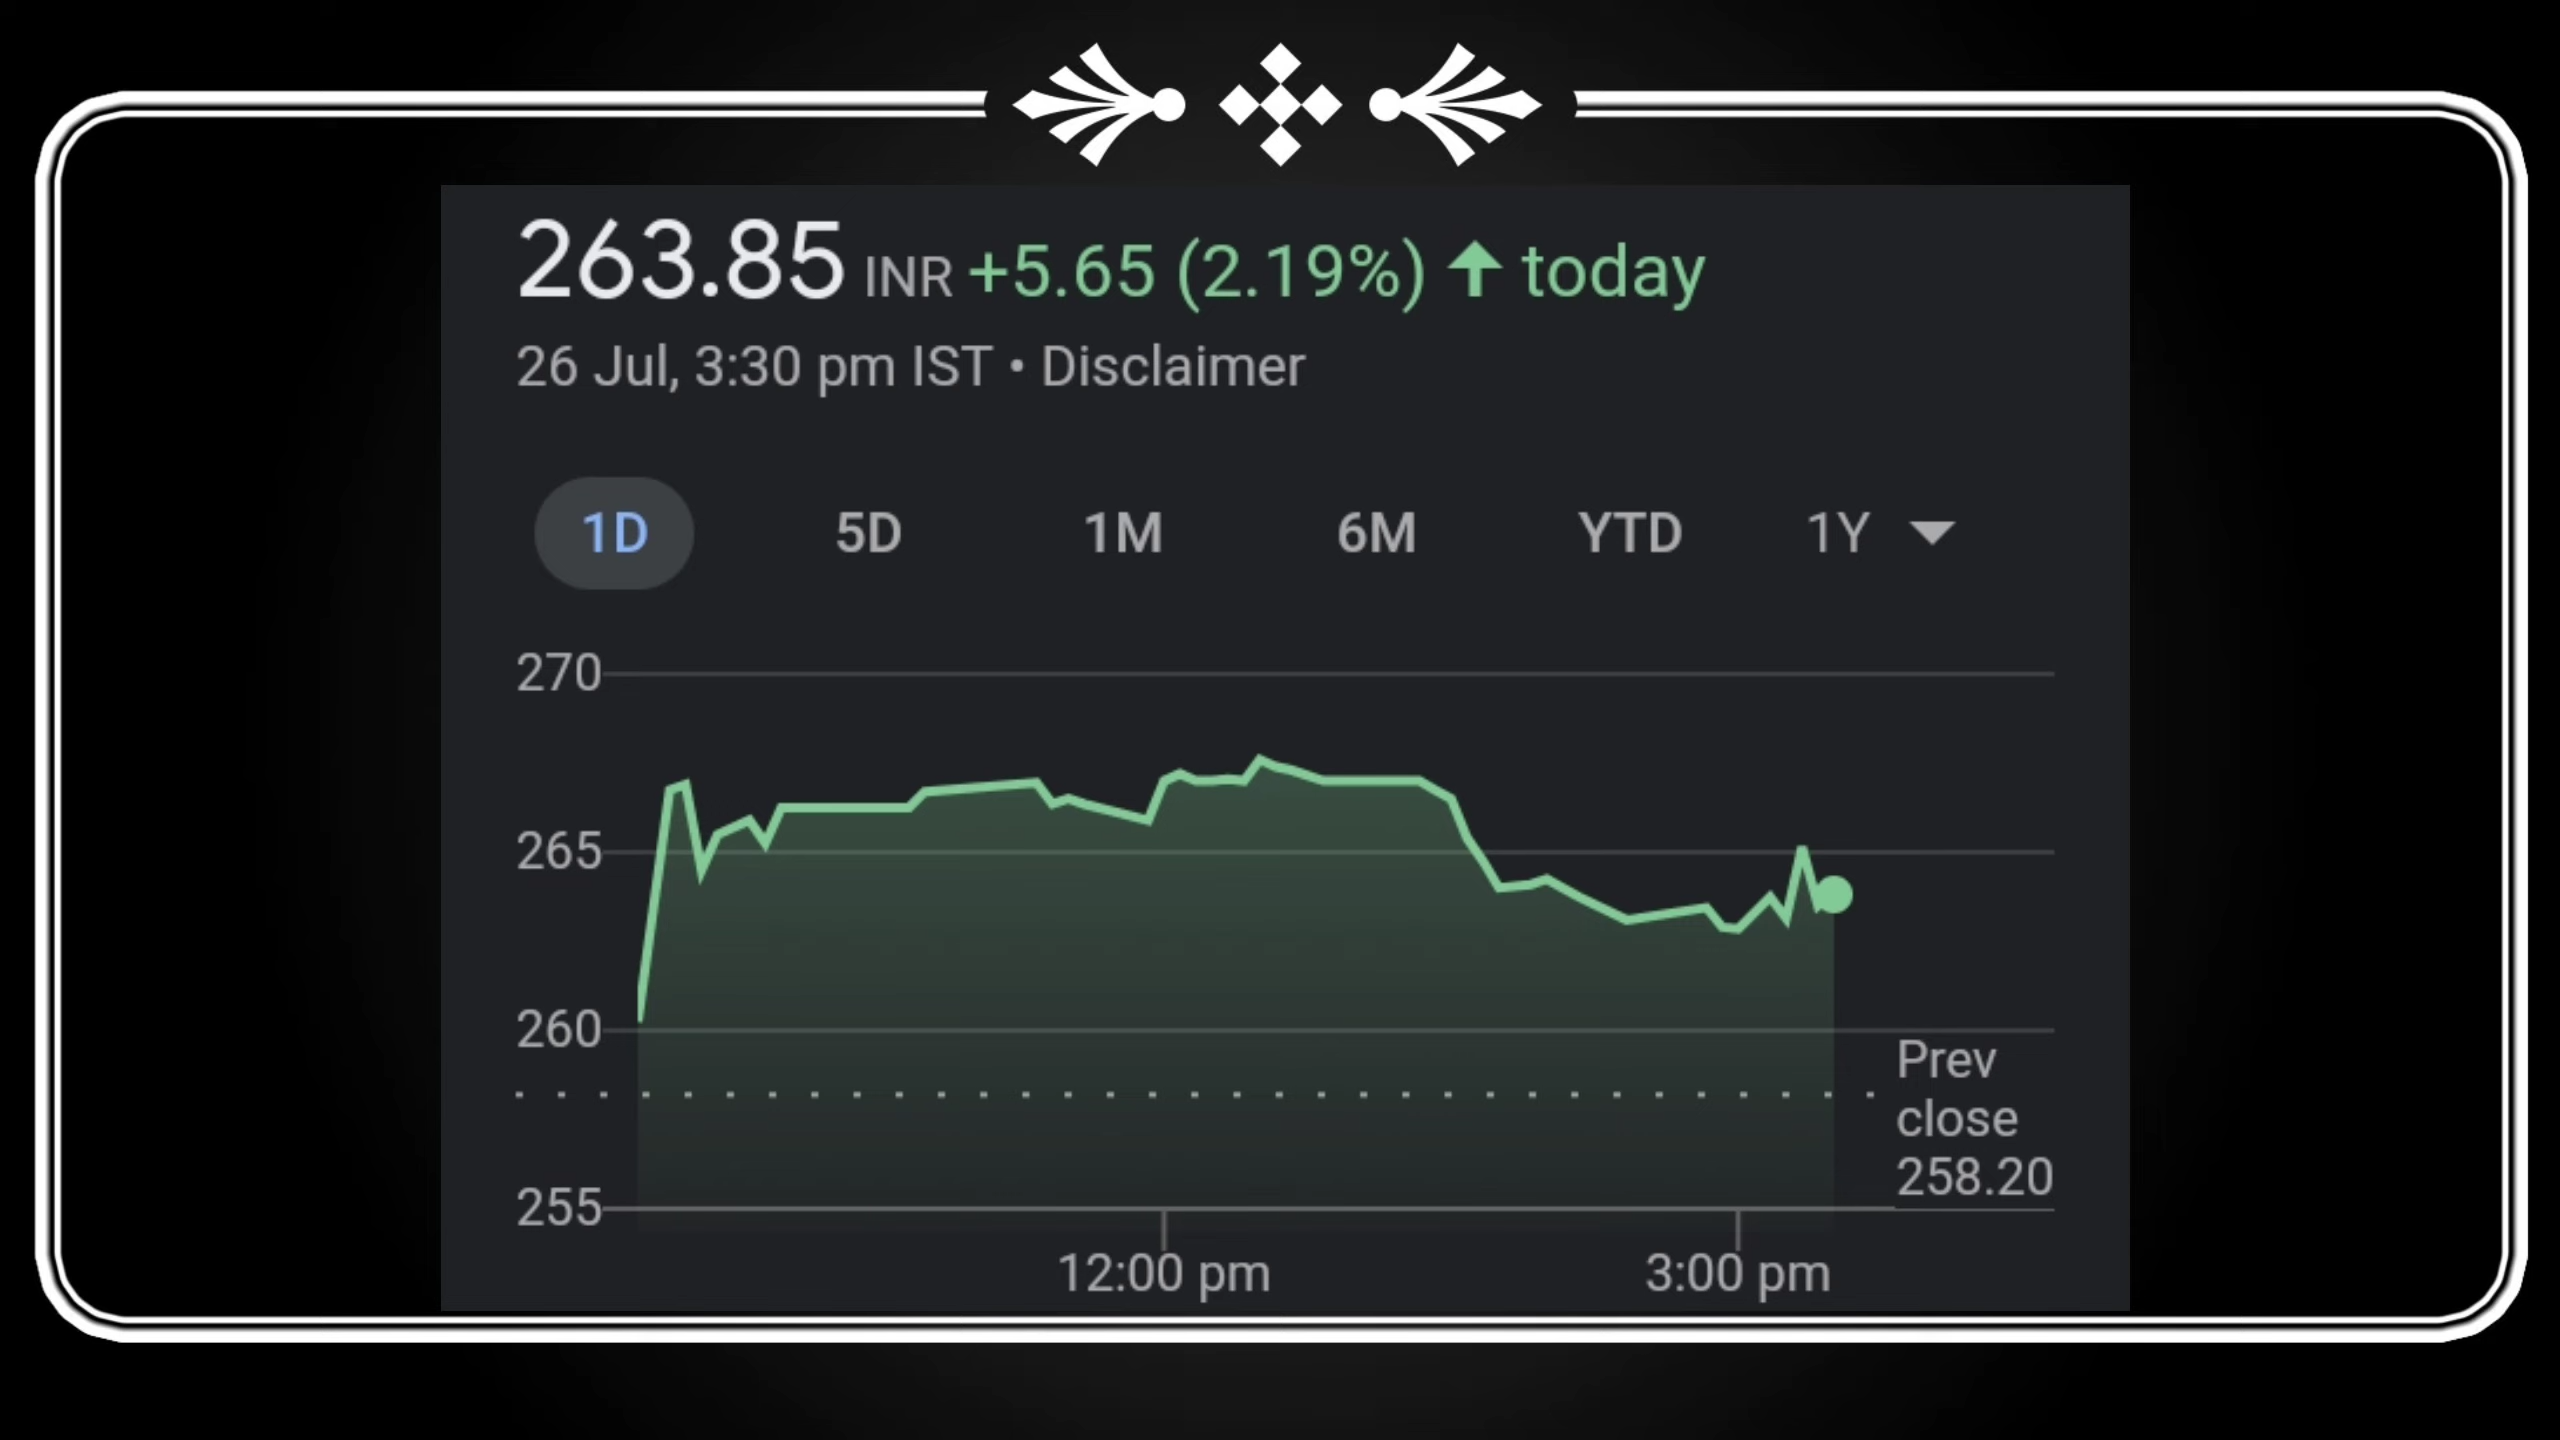 263.85 INR +5.65 (2.19%) ↑ today
26 Jul, 3:30 pm IST • Disclaimer
1D 5D 1M 6M YTD 1Y
270
265
260
255
Prev
close
258.20
12:00 pm 3:00 pm